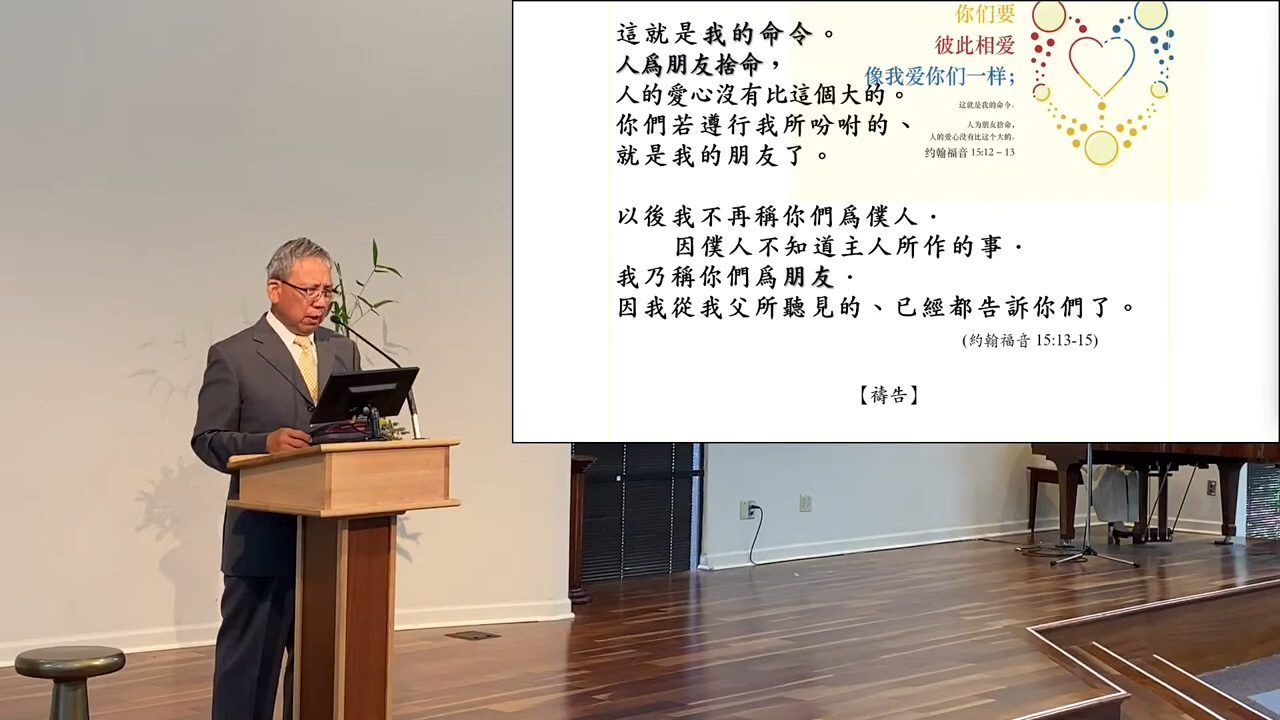 這就是我的命令。
人爲朋友捨命，
人的愛心沒有比這個大的。
你們若遵行我所吩咐的、
就是我的朋友了。
你们要
彼此相爱
像我爱你们一样；
这就是我的命令。
人为朋友舍命，
人的爱心没有比这个大的。
约翰福音 15:12 – 13
以後我不再稱你們爲僕人．
因僕人不知道主人所作的事．
我乃稱你們爲朋友．
因我從我父所聽見的、已經都告訴你們了。
(約翰福音 15:13-15)
【禱告】